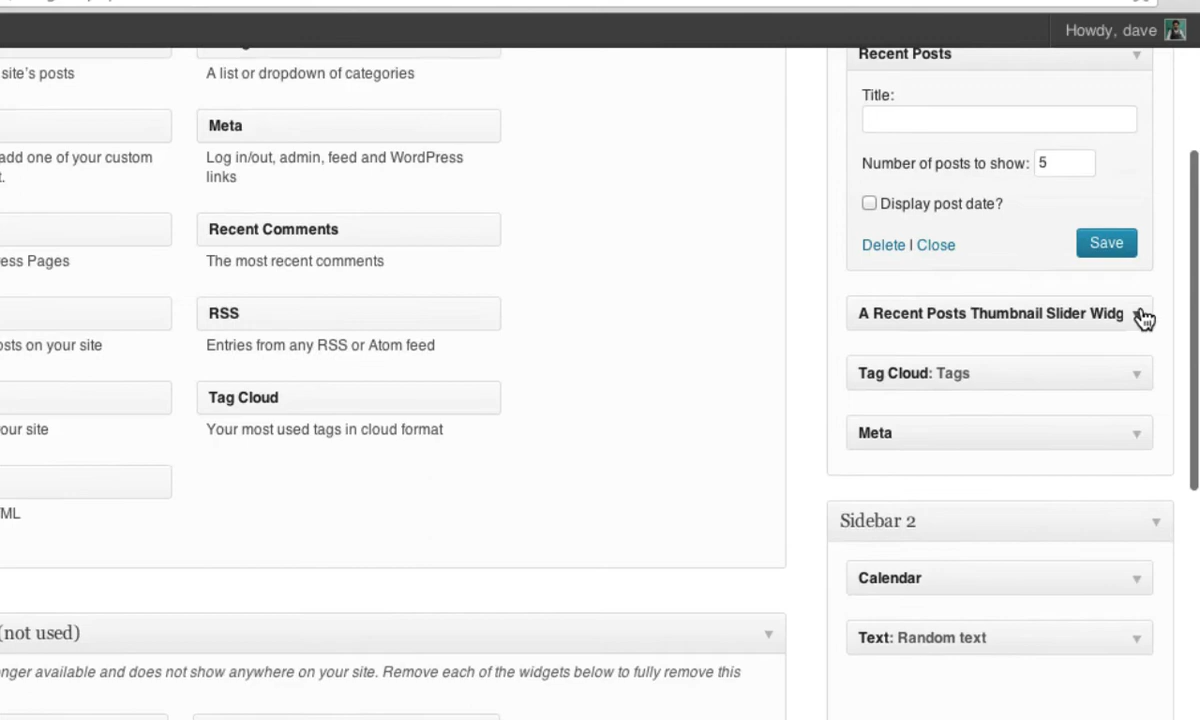 Howdy, dave
site's posts
A list or dropdown of categories
Meta
add one of your custom
Log in/out, admin, feed and WordPress
links
Recent Comments
ess Pages
The most recent comments
RSS
osts on your site
Entries from any RSS or Atom feed
Tag Cloud
our site
Your most used tags in cloud format
ML
(not used)
nger available and does not show anywhere on your site. Remove each of the widgets below to fully remove this
Recent Posts
Title:
Number of posts to show: 5
Display post date?
Delete | Close
Save
A Recent Posts Thumbnail Slider Widg
Tag Cloud: Tags
Meta
Sidebar 2
Calendar
Text: Random text